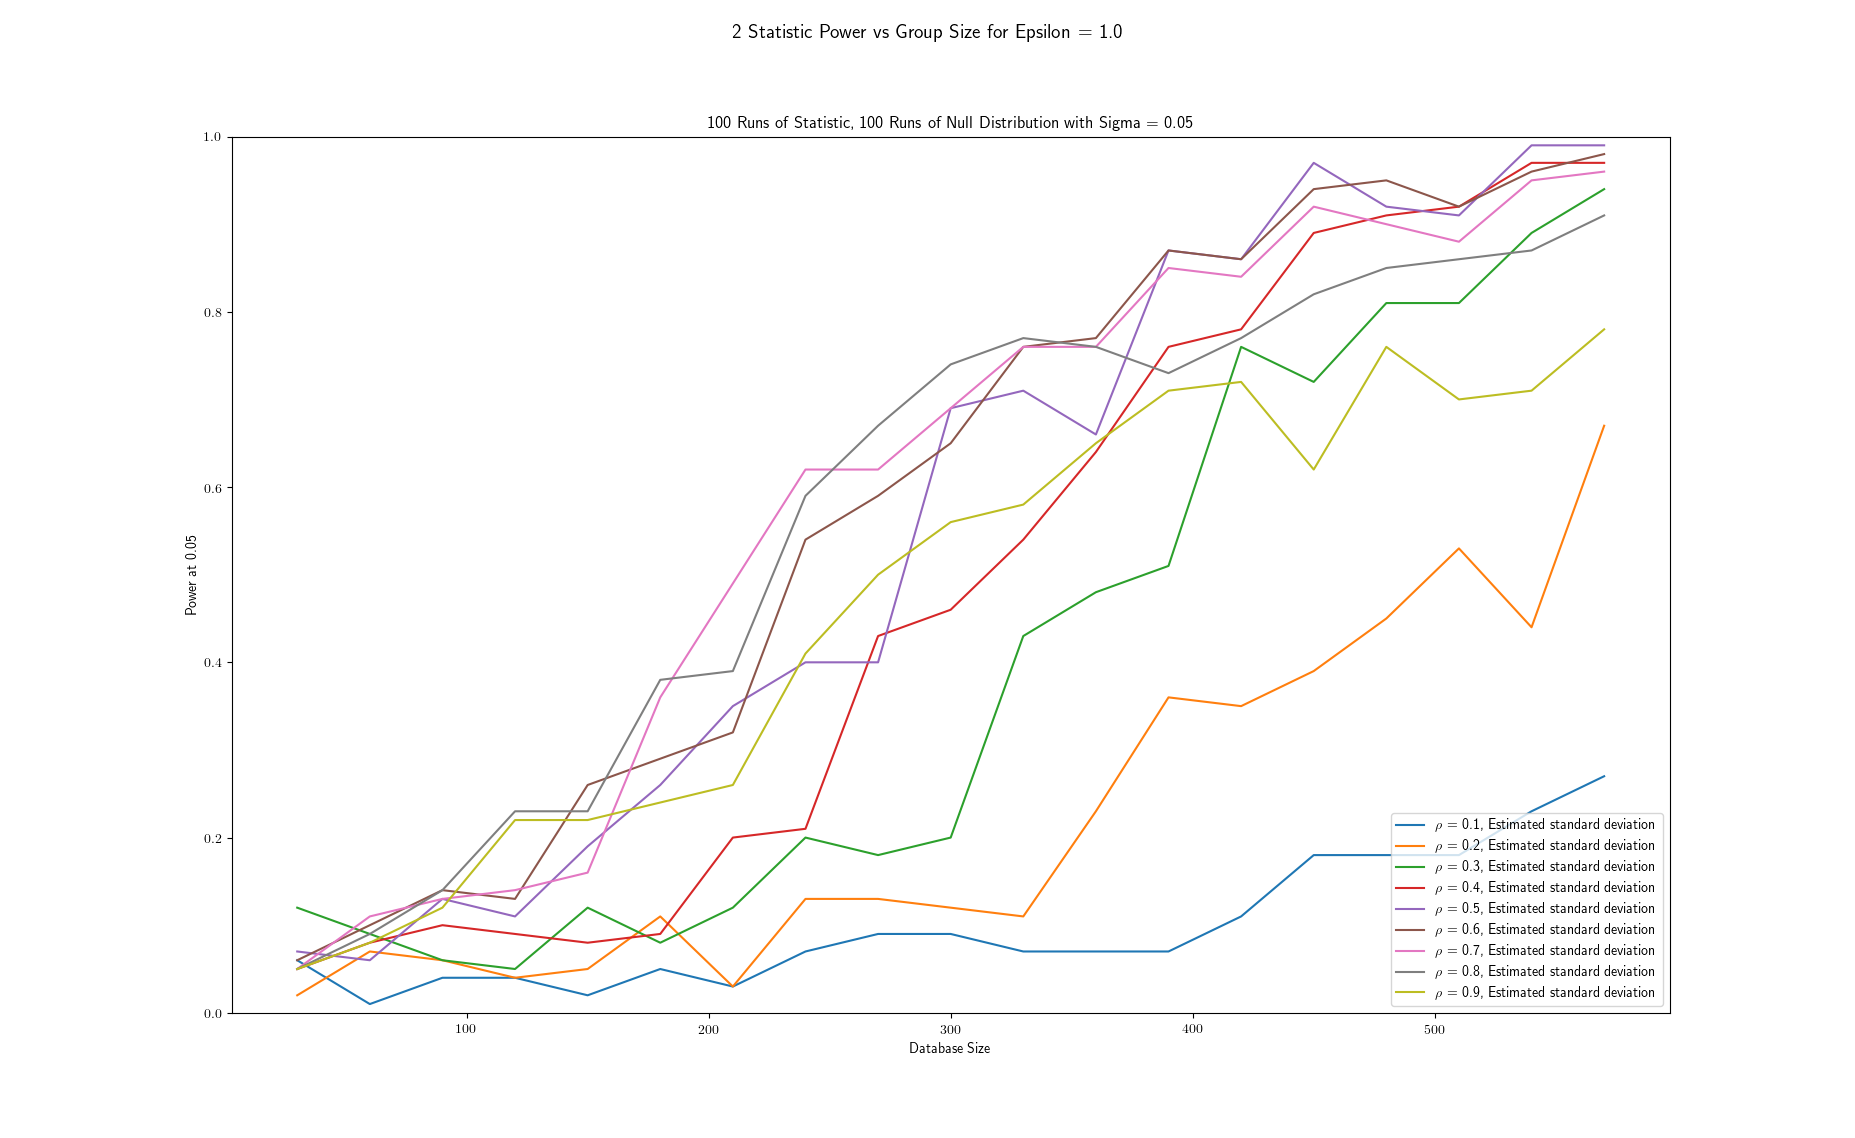 2 Statistic Power vs Group Size for Epsilon = 1.0
100 Runs of Statistic, 100 Runs of Null Distribution with Sigma = 0.05
1.0
0.8
0.6
0.4
0.2
0.0
Power at 0.05
100
200
300
400
500
Database Size
ρ = 0.1, Estimated standard deviation
ρ = 0.2, Estimated standard deviation
ρ = 0.3, Estimated standard deviation
ρ = 0.4, Estimated standard deviation
ρ = 0.5, Estimated standard deviation
ρ = 0.6, Estimated standard deviation
ρ = 0.7, Estimated standard deviation
ρ = 0.8, Estimated standard deviation
ρ = 0.9, Estimated standard deviation